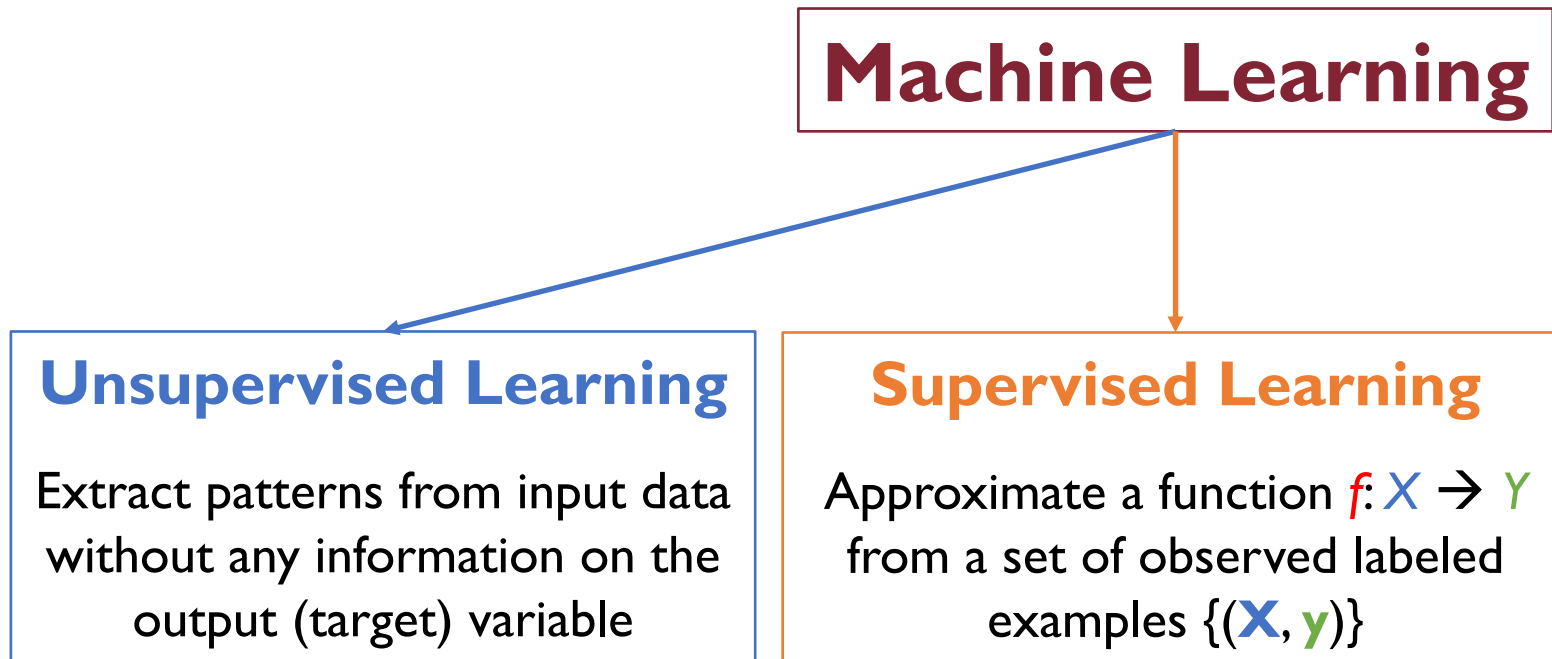 Machine Learning
Unsupervised Learning
Extract patterns from input data
without any information on the
output (target) variable
Supervised Learning
Approximate a function f: X → Y
from a set of observed labeled
examples {(X, y)}